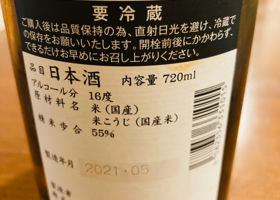 要冷蔵
ご購入後は品質保持の為、直射日光を避け、冷蔵で
の保存をお願いいたします。開栓前後にかかわらず、
できるだけお早めにお召し上がりください。
品目 日本酒 内容量 720ml
アルコール分 16度
原材料名 米(国産)
米こうじ(国産米)
精米歩合 55%
製造年月 2021.05
製造者